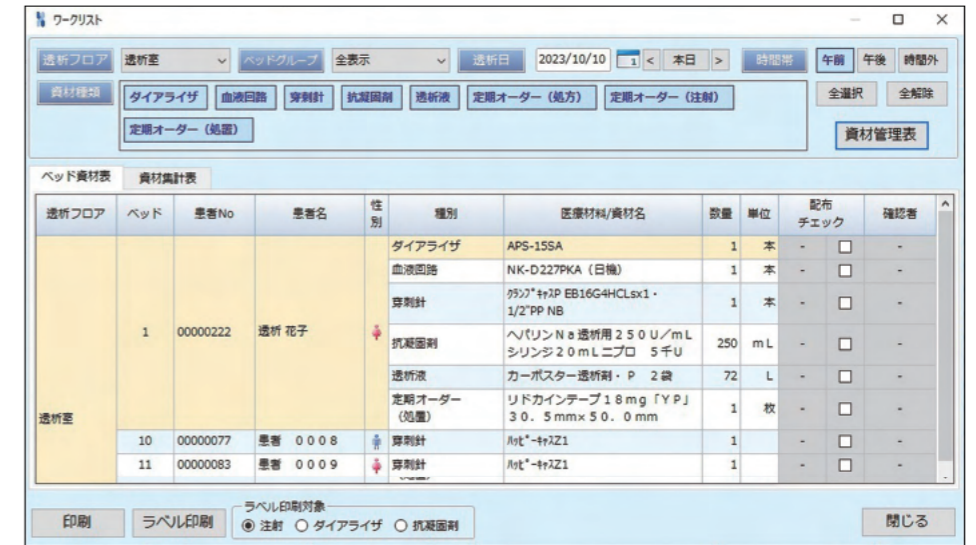 ワークリスト
透析フロア 透析室 ベッドグループ 全表示 透析日 2023/10/10 1 < 本日 > 時間帯 午前 午後 時間外
資材種類 ダイアライザ 血液回路 穿刺針 抗凝固剤 透析液 定期オーダー（処方） 定期オーダー（注射） 全選択 全解除
定期オーダー（処置） 資材管理表
ベッド資材表 資材集計表
透析フロア ベッド 患者No 患者名 性別 種別 医療材料/資材名 数量 単位 配布チェック 確認者
ダイアライザ APS-15SA 1 本 - -
血液回路 NK-D227PKA（日機） 1 本 - -
穿刺針 ｸﾗﾝﾌﾟｷｬｽP EB16G4HCLsx1・
1/2"PP NB 1 本 - -
透析室 1 00000222 透析 花子
抗凝固剤 ヘパリンNa透析用250U/mL
シリンジ20mLニプロ 5千U 250 mL - -
透析液 カーボスター透析剤・P 2袋 72 L - -
定期オーダー（処置） リドカインテープ18mg「YP」
30．5mm×50．0mm 1 枚 - -
10 00000077 患者 0008 穿刺針 ﾊｯﾋﾟｰｷｬｽZ1 1 - -
11 00000083 患者 0009 穿刺針 ﾊｯﾋﾟｰｷｬｽZ1 1 - -
ラベル印刷対象
印刷 ラベル印刷 注射 ダイアライザ 抗凝固剤 閉じる